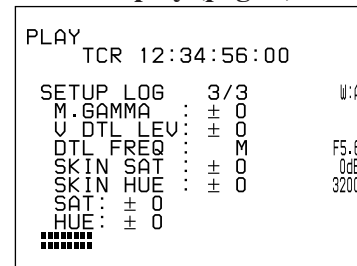 PLAY
TCR 12:34:56:00
SETUP LOG 3/3
M.GAMMA : ± 0
V DTL LEV: ± 0
DTL FREQ : M
F5.6
SKIN SAT : ± 0
0dB
SKIN HUE : ± 0
3200
SAT: ± 0
HUE: ± 0